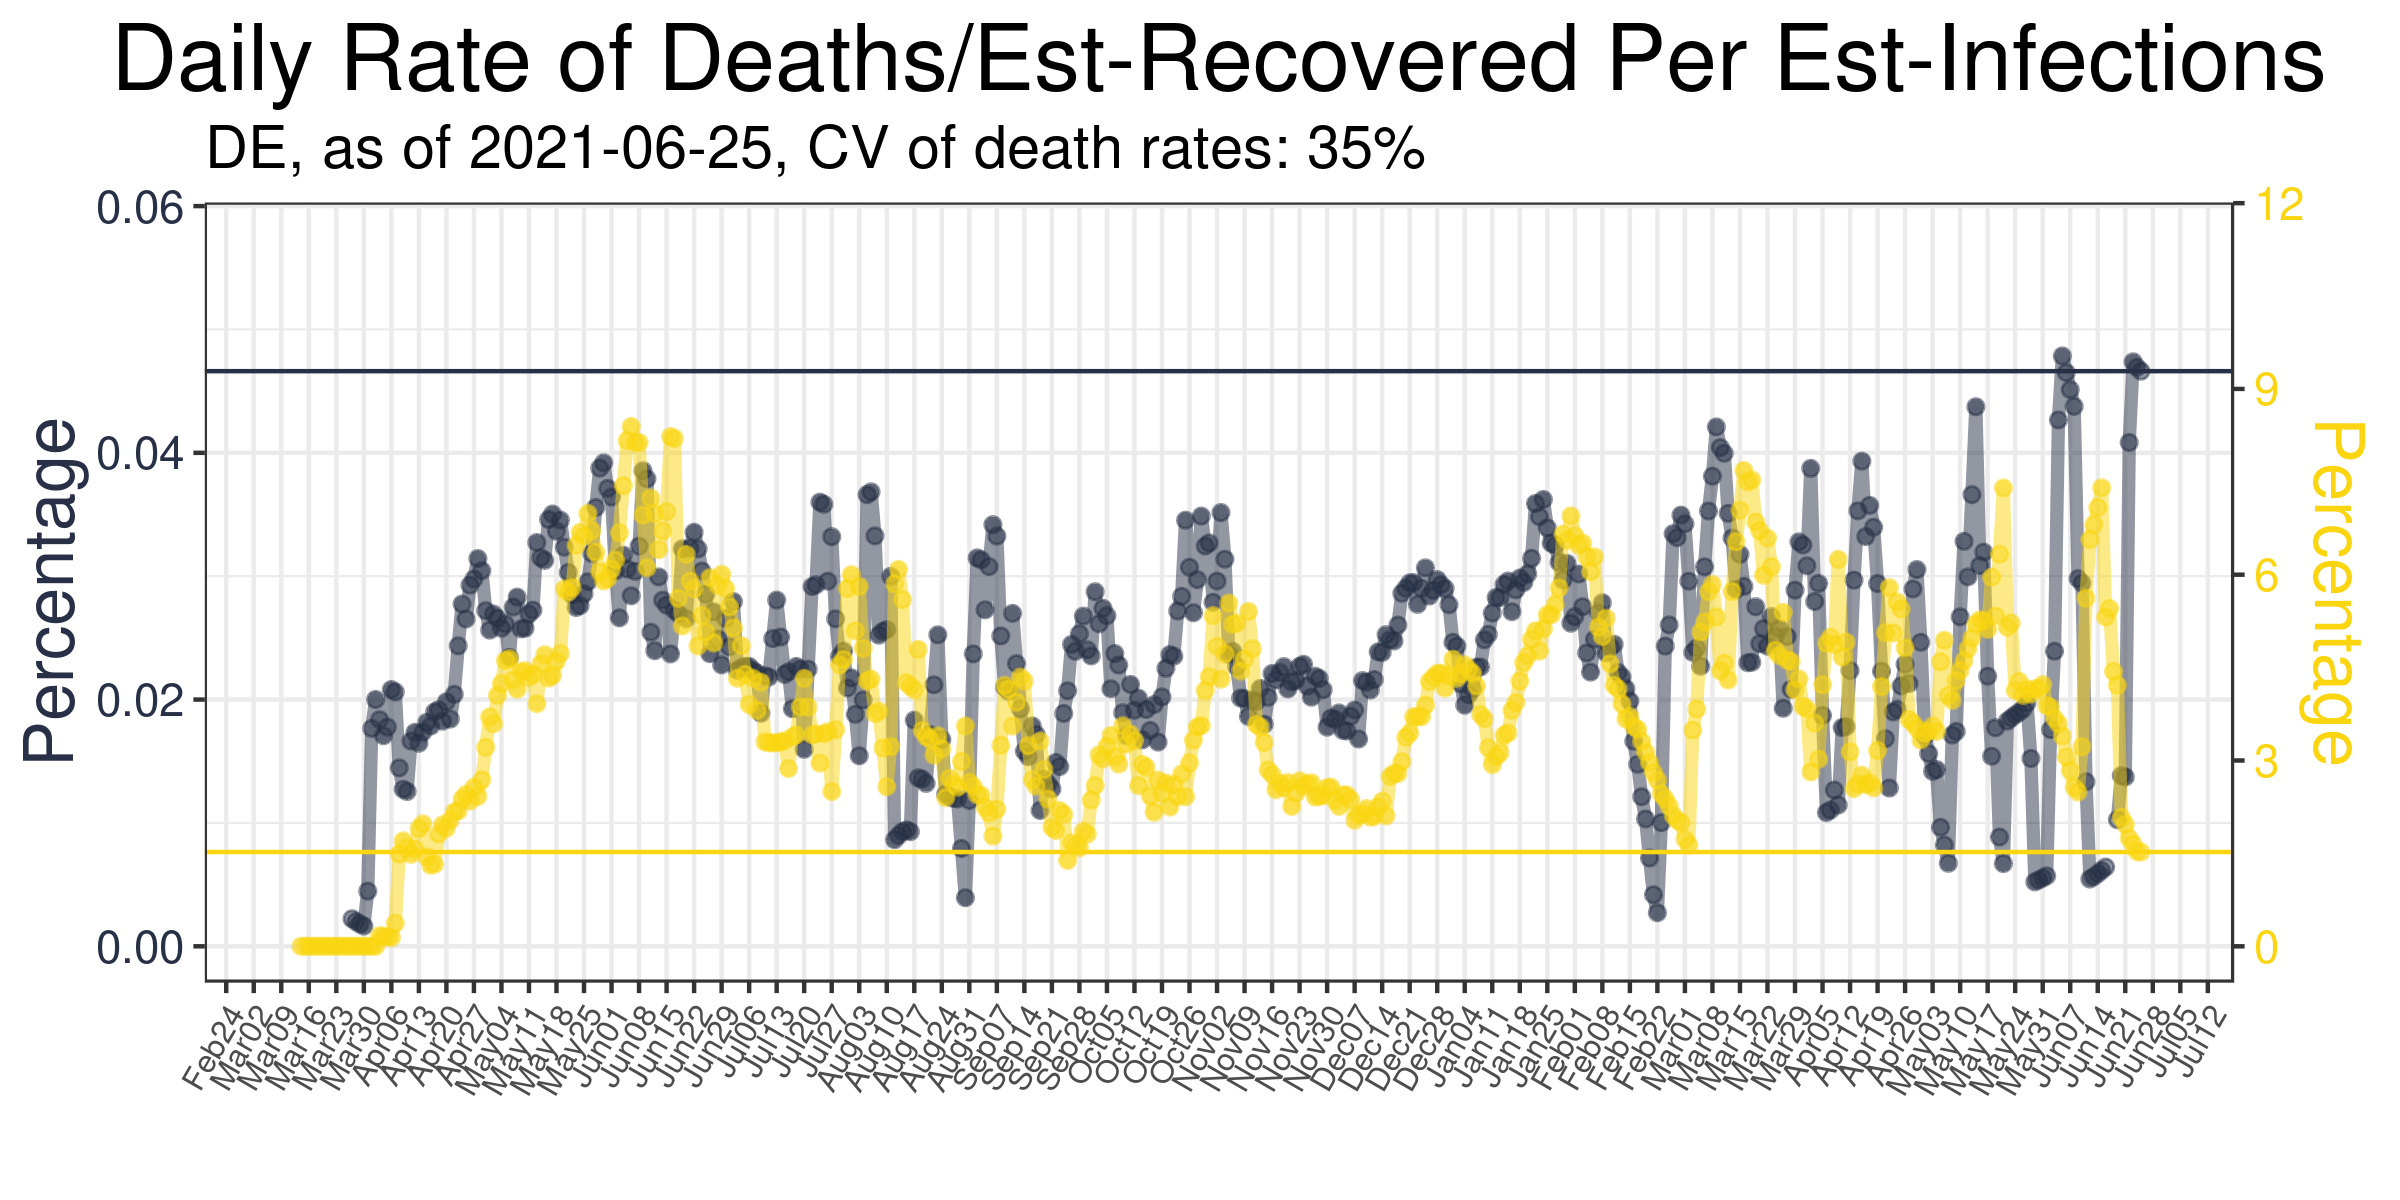 Daily Rate of Deaths/Est-Recovered Per Est-Infections
DE, as of 2021-06-25, CV of death rates: 35%
Percentage
0.06
0.04
0.02
0.00
12
9
6
3
0
Percentage
Feb24
Mar02
Mar09
Mar16
Mar23
Mar30
Apr06
Apr13
Apr20
Apr27
May04
May11
May18
May25
Jun01
Jun08
Jun15
Jun22
Jun29
Jul06
Jul13
Jul20
Jul27
Aug03
Aug10
Aug17
Aug24
Aug31
Sep07
Sep14
Sep21
Sep28
Oct05
Oct12
Oct19
Oct26
Nov02
Nov09
Nov16
Nov23
Nov30
Dec07
Dec14
Dec21
Dec28
Jan04
Jan11
Jan18
Jan25
Feb01
Feb08
Feb15
Feb22
Mar01
Mar08
Mar15
Mar22
Mar29
Apr05
Apr12
Apr19
Apr26
May03
May10
May17
May24
May31
Jun07
Jun14
Jun21
Jun28
Jul05
Jul12